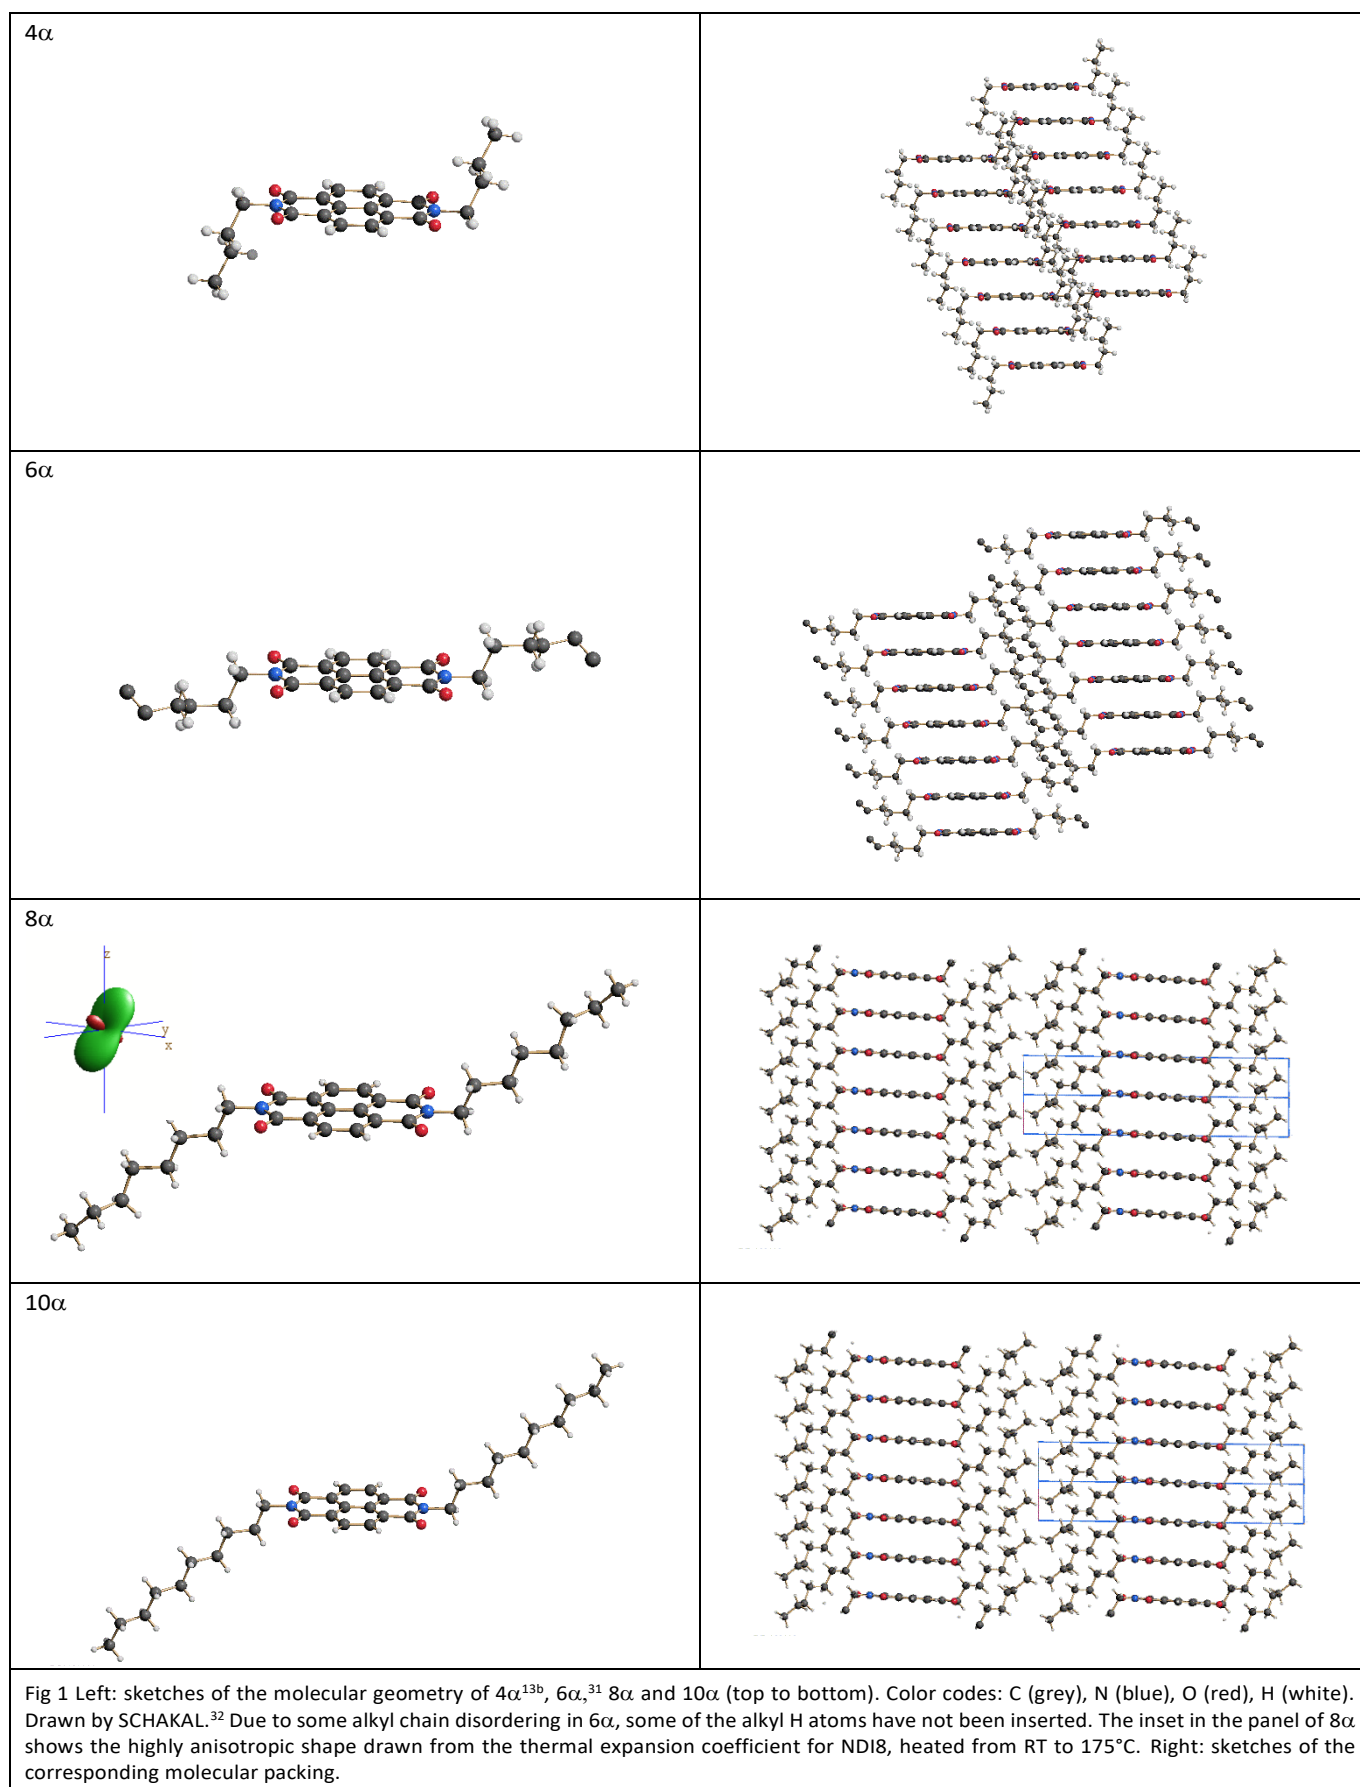 4α
6α
8α
z
y
x
10α
Fig 1 Left: sketches of the molecular geometry of 4α¹³ᵇ, 6α,³¹ 8α and 10α (top to bottom). Color codes: C (grey), N (blue), O (red), H (white).
Drawn by SCHAKAL.³² Due to some alkyl chain disordering in 6α, some of the alkyl H atoms have not been inserted. The inset in the panel of 8α
shows the highly anisotropic shape drawn from the thermal expansion coefficient for NDI8, heated from RT to 175°C. Right: sketches of the
corresponding molecular packing.